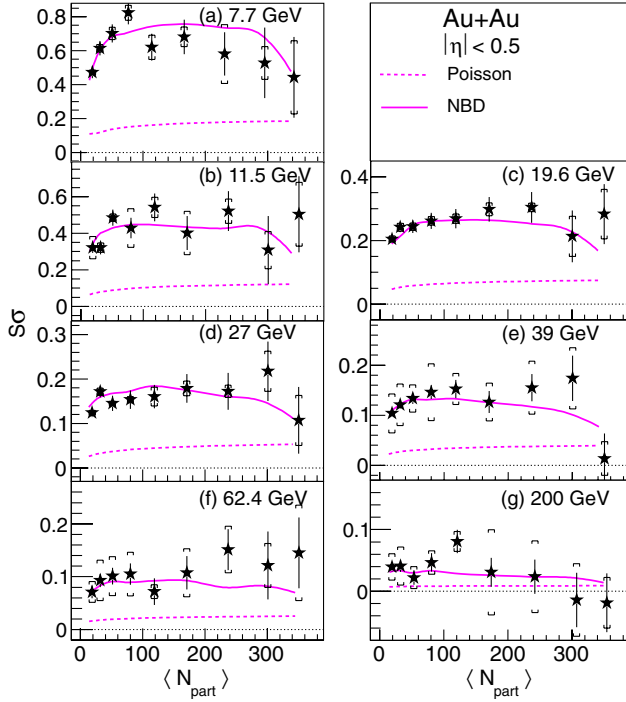 (a) 7.7 GeV
0.8
0.6
0.4
0.2
0
Au+Au
|η| < 0.5
Poisson
NBD
(b) 11.5 GeV
0.6
0.4
0.2
0
(c) 19.6 GeV
0.4
0.2
0
Sσ
(d) 27 GeV
0.3
0.2
0.1
0
(e) 39 GeV
0.2
0.1
0
(f) 62.4 GeV
0.2
0.1
0
0 100 200 300
⟨ N_part ⟩
(g) 200 GeV
0.1
0
0 100 200 300
⟨ N_part ⟩